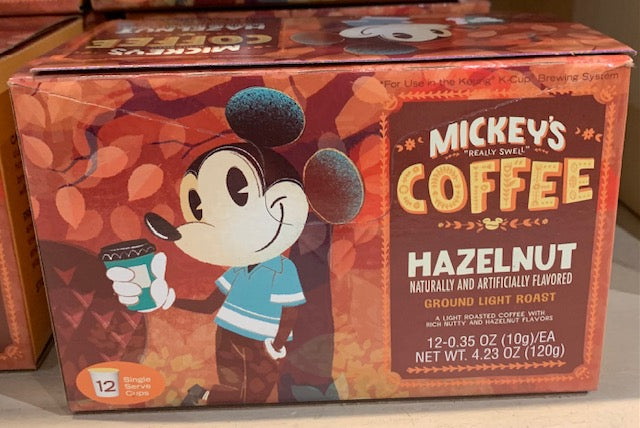 HAZELNUT
COFFEE
MICKEY'S
*For Use in the Keurig® K-Cup® Brewing System
MICKEY'S
"REALLY SWELL"
COFFEE
HAZELNUT
NATURALLY AND ARTIFICIALLY FLAVORED
GROUND LIGHT ROAST
A LIGHT ROASTED COFFEE WITH
RICH NUTTY AND HAZELNUT FLAVORS
12-0.35 OZ (10g)/EA
NET WT. 4.23 OZ (120g)
12 Single
Serve
Cups